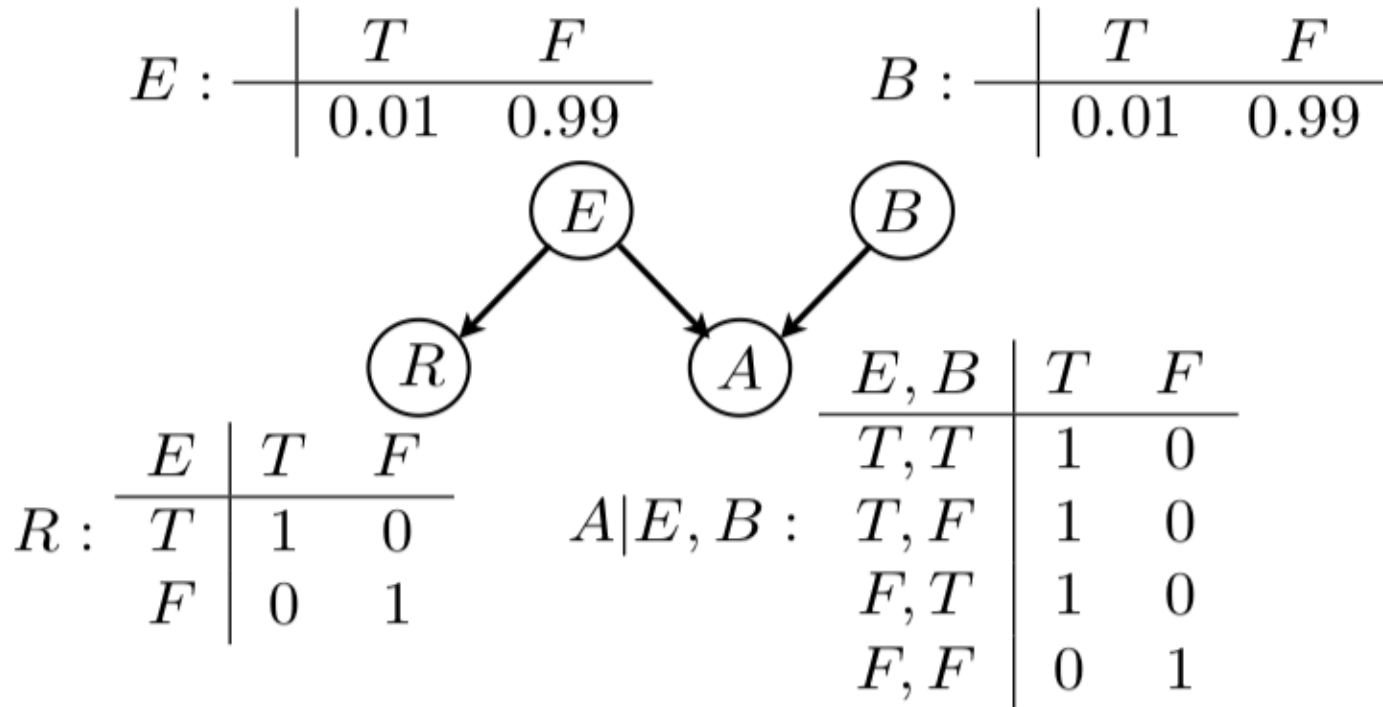 T F
E :
0.01 0.99
T F
B :
0.01 0.99
E
B
R
A
E T F
R : T 1 0
F 0 1
E, B T F
T, T 1 0
A|E, B : T, F 1 0
F, T 1 0
F, F 0 1